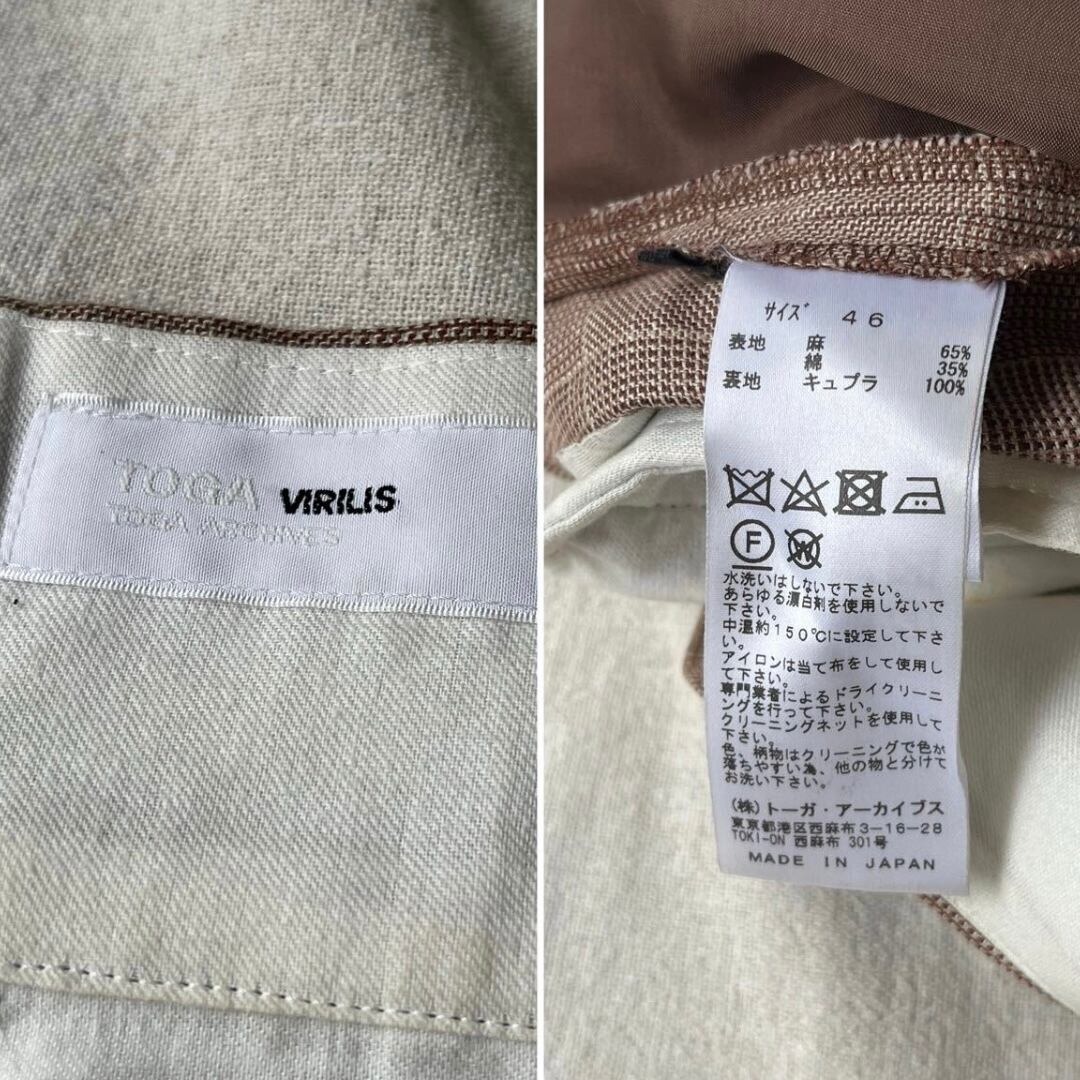 TOGA VIRILIS
TOGA ARCHIVES
サイズ 46
表地 麻 65%
綿 35%
裏地 キュプラ 100%
F
W
水洗いはしないで下さい。
あらゆる漂白剤を使用しないで
下さい。
中温約150℃に設定して下さ
い。
アイロンは当て布をして使用し
て下さい。
専門業者によるドライクリーニ
ングを行って下さい。
クリーニングネットを使用して
下さい。
色、柄物はクリーニングで色が
落ちやすい為、他の物と分けて
お洗い下さい。
(株)トーガ・アーカイブス
東京都港区西麻布3-16-28
TOKI-ON 西麻布 301号
MADE IN JAPAN